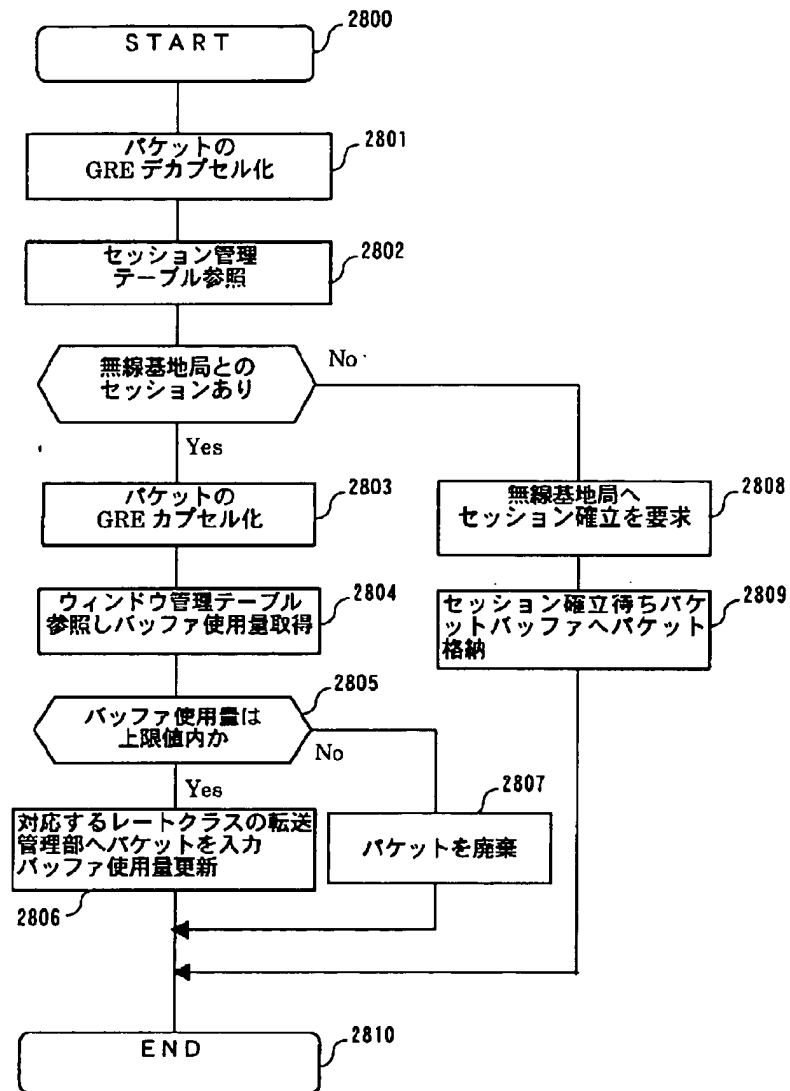 START
2800
パケットの
GRE デカプセル化
2801
セッション管理
テーブル参照
2802
無線基地局との
セッションあり
No
Yes
パケットの
GRE カプセル化
2803
無線基地局へ
セッション確立を要求
2808
ウィンドウ管理テーブル
参照しバッファ使用量取得
2804
セッション確立待ちパケ
ットバッファへパケット
格納
2809
バッファ使用量は
上限値内か
2805
No
Yes
対応するレートクラスの転送
管理部へパケットを入力
バッファ使用量更新
2806
パケットを廃棄
2807
END
2810